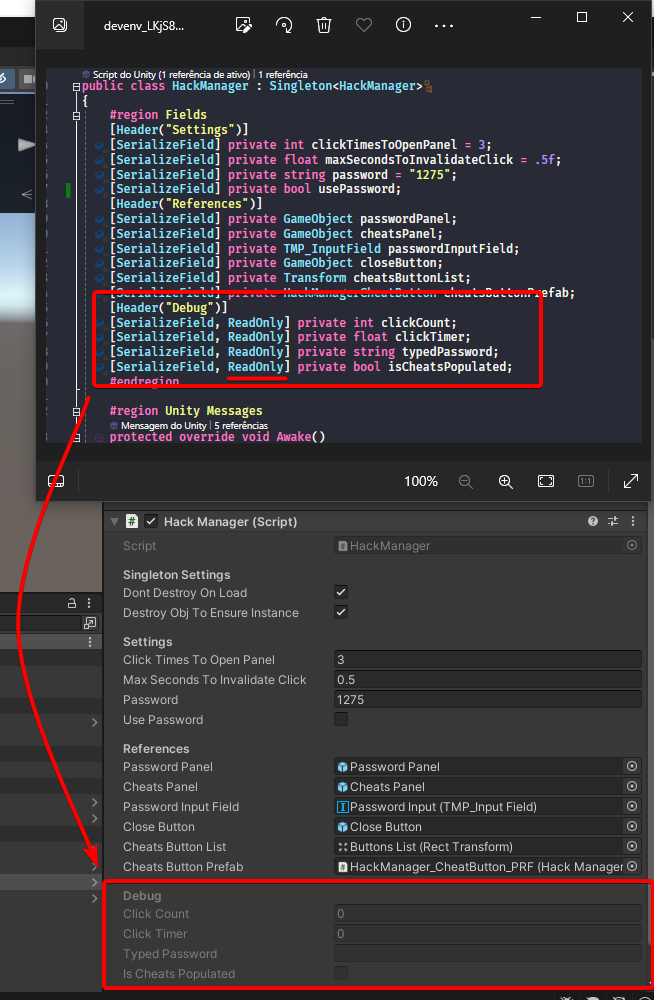 devenv_LKjS8...
Script do Unity (1 referência de ativo) | 1 referência
public class HackManager : Singleton<HackManager>
{
#region Fields
[Header("Settings")]
[SerializeField] private int clickTimesToOpenPanel = 3;
[SerializeField] private float maxSecondsToInvalidateClick = .5f;
[SerializeField] private string password = "1275";
[SerializeField] private bool usePassword;
[Header("References")]
[SerializeField] private GameObject passwordPanel;
[SerializeField] private GameObject cheatsPanel;
[SerializeField] private TMP_InputField passwordInputField;
[SerializeField] private GameObject closeButton;
[SerializeField] private Transform cheatsButtonList;
[SerializeField] private HackManagerCheatButton cheatsButtonPrefab;
[Header("Debug")]
[SerializeField, ReadOnly] private int clickCount;
[SerializeField, ReadOnly] private float clickTimer;
[SerializeField, ReadOnly] private string typedPassword;
[SerializeField, ReadOnly] private bool isCheatsPopulated;
#endregion
#region Unity Messages
Mensagem do Unity | 5 referências
protected override void Awake()
100%
1:1
Hack Manager (Script)
Script HackManager
Singleton Settings
Dont Destroy On Load
Destroy Obj To Ensure Instance
Settings
Click Times To Open Panel 3
Max Seconds To Invalidate Click 0.5
Password 1275
Use Password
References
Password Panel Password Panel
Cheats Panel Cheats Panel
Password Input Field Password Input (TMP_Input Field)
Close Button Close Button
Cheats Button List Buttons List (Rect Transform)
Cheats Button Prefab HackManager_CheatButton_PRF (Hack Manager
Debug
Click Count 0
Click Timer 0
Typed Password
Is Cheats Populated